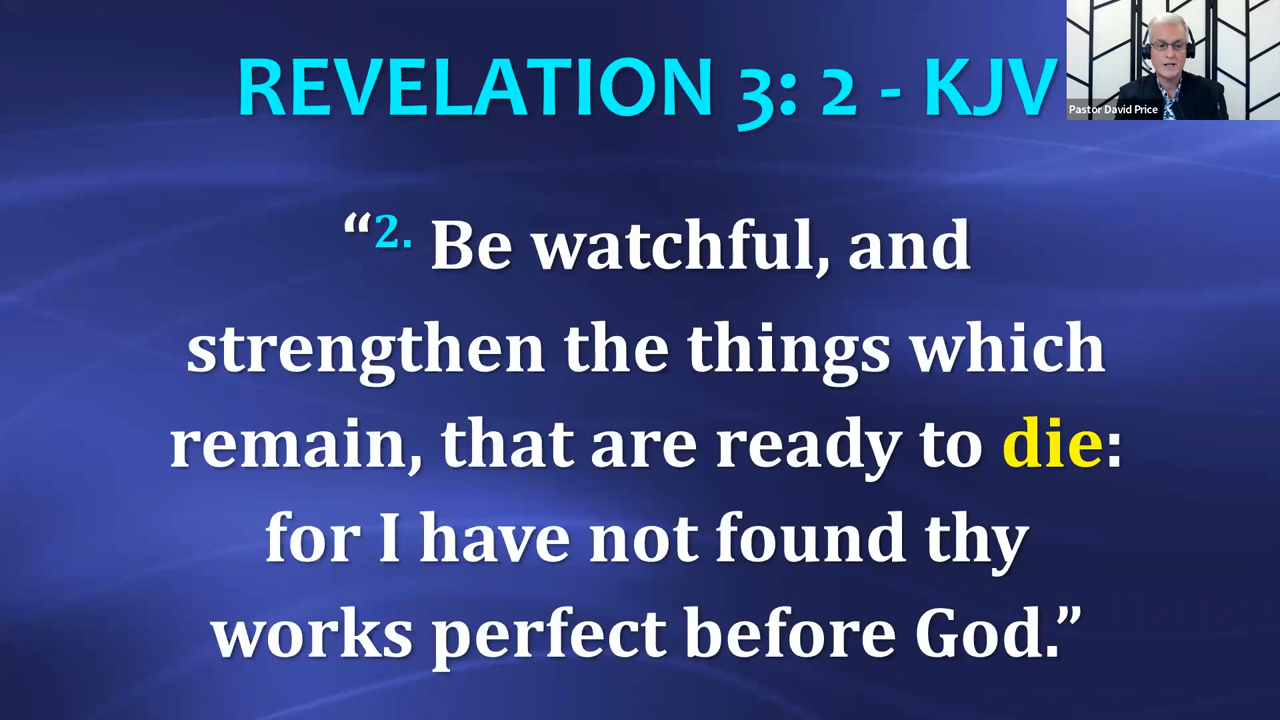 REVELATION 3: 2 - KJV
Pastor David Price
“2. Be watchful, and
strengthen the things which
remain, that are ready to die:
for I have not found thy
works perfect before God.”